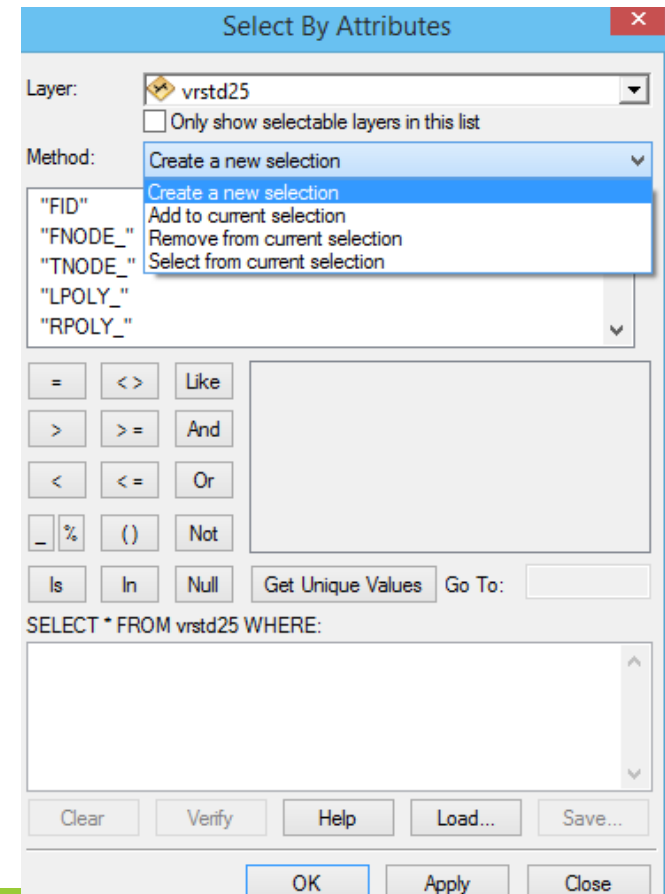 Select By Attributes
Layer: vrstd25
Only show selectable layers in this list
Method: Create a new selection
Create a new selection
Add to current selection
Remove from current selection
Select from current selection
"FID"
"FNODE_"
"TNODE_"
"LPOLY_"
"RPOLY_"
= < > Like
> > = And
< < = Or
_ % ( ) Not
Is In Null Get Unique Values Go To:
SELECT * FROM vrstd25 WHERE:
Clear Verify Help Load... Save...
OK Apply Close